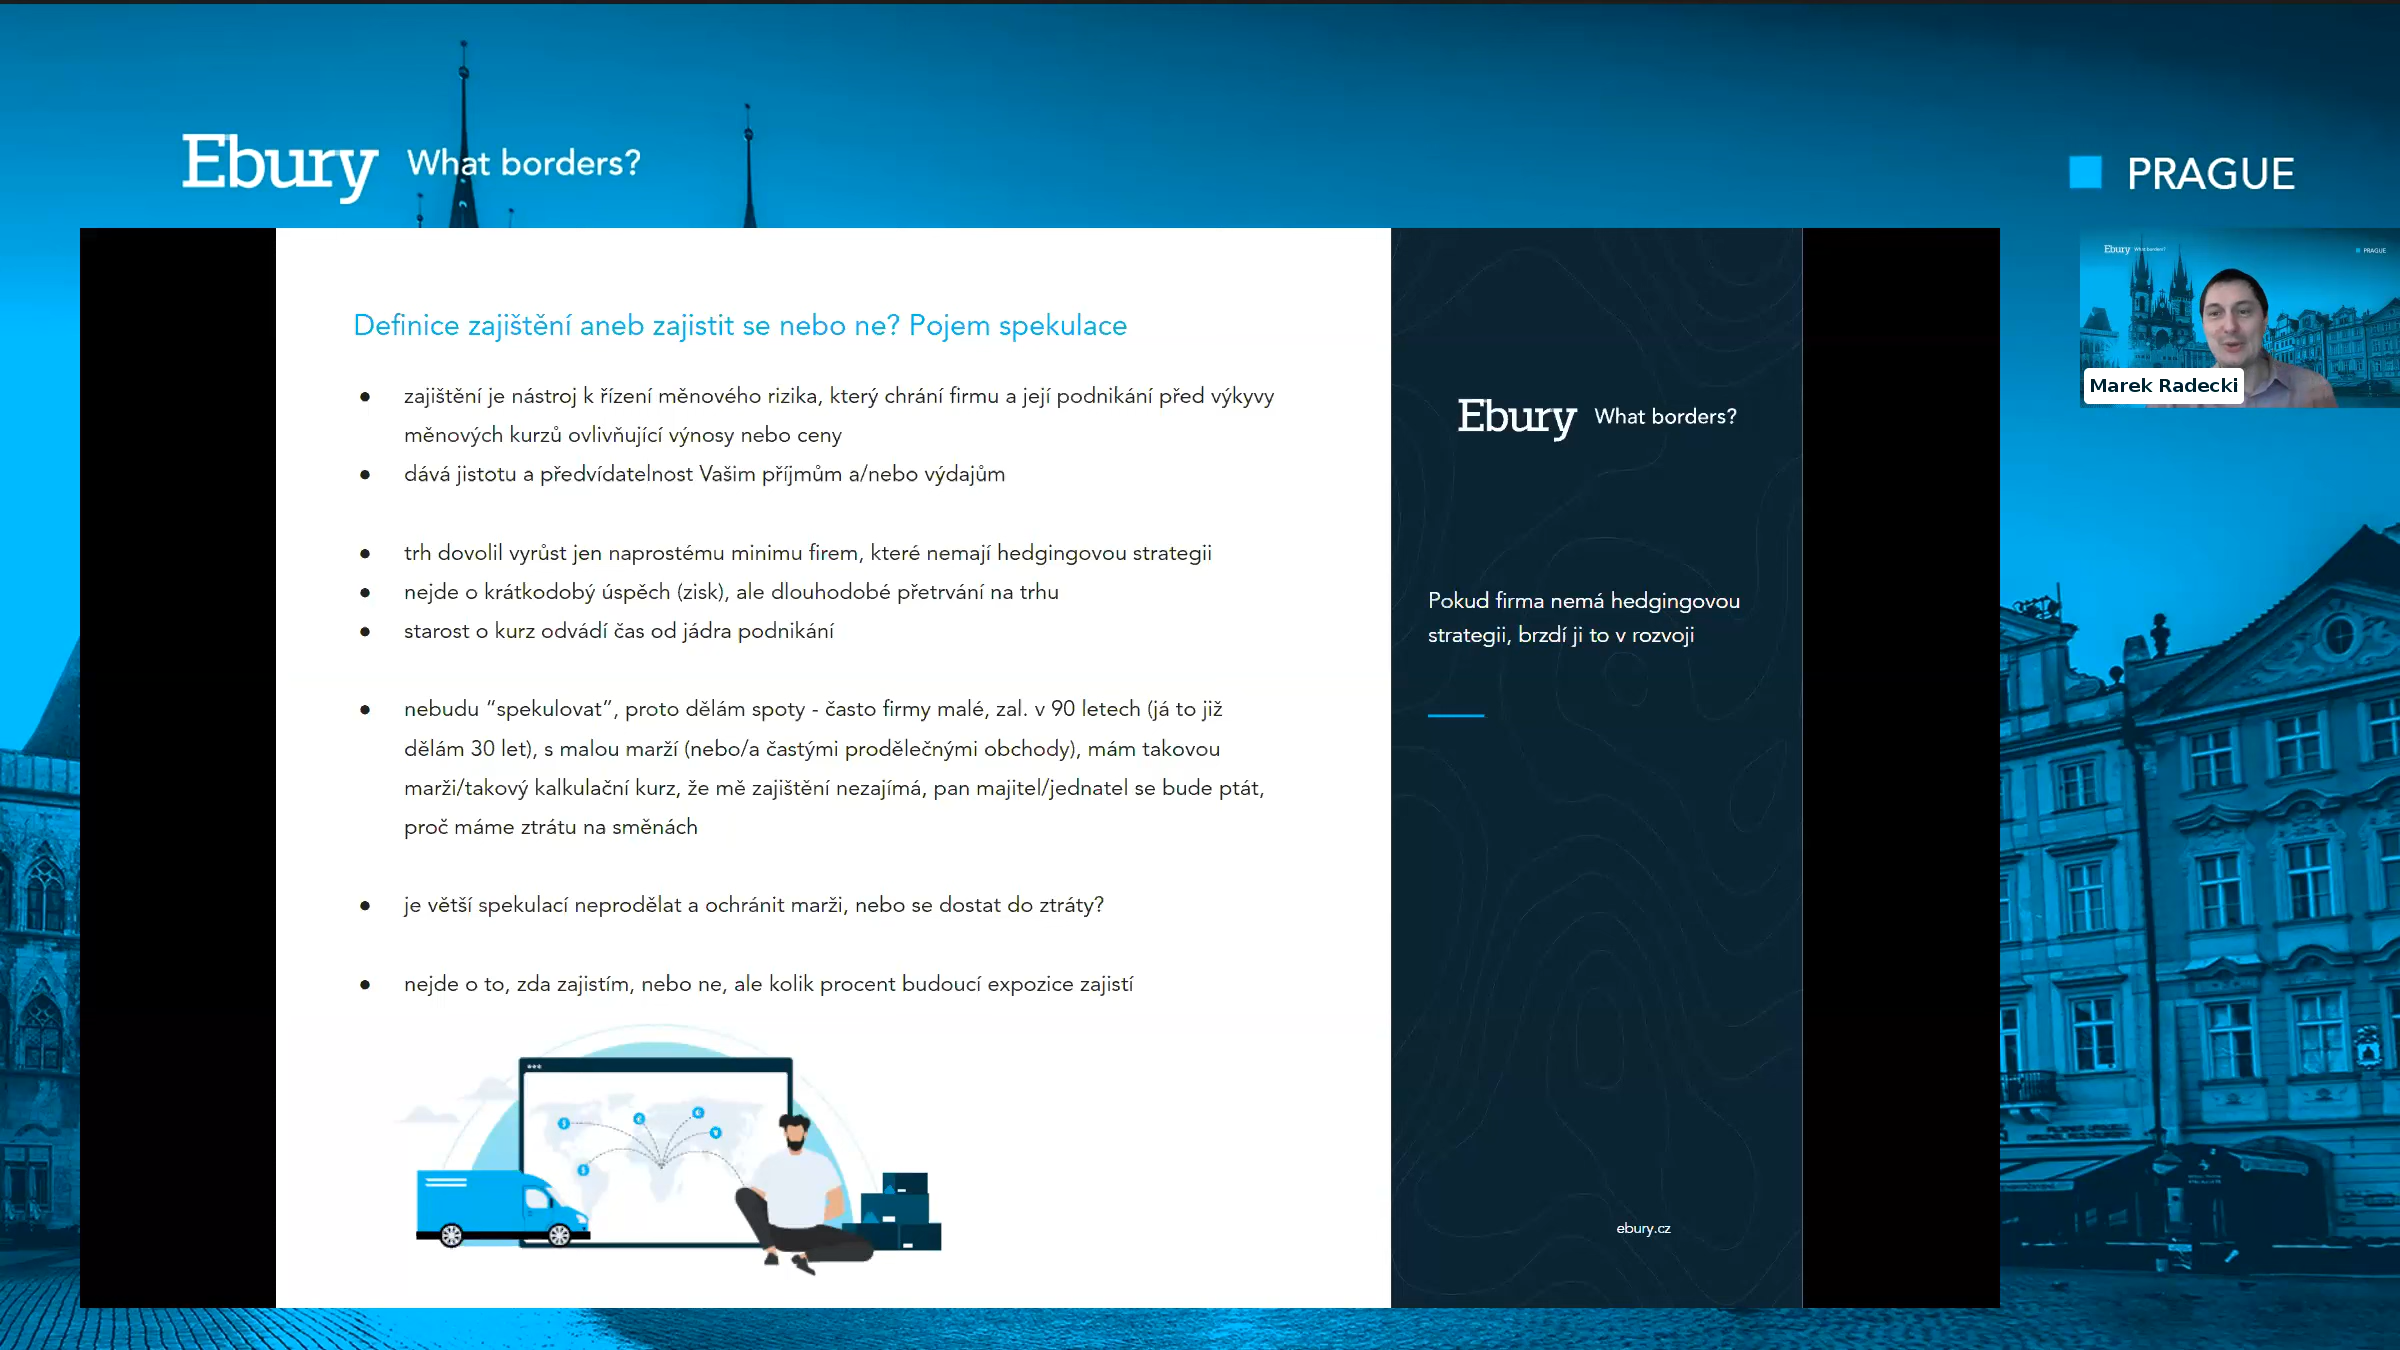 Ebury What borders?
PRAGUE
Definice zajištění aneb zajistit se nebo ne? Pojem spekulace
● zajištění je nástroj k řízení měnového rizika, který chrání firmu a její podnikání před výkyvy
měnových kurzů ovlivňující výnosy nebo ceny
● dává jistotu a předvídatelnost Vašim příjmům a/nebo výdajům
● trh dovolil vyrůst jen naprostému minimu firem, které nemají hedgingovou strategii
● nejde o krátkodobý úspěch (zisk), ale dlouhodobé přetrvání na trhu
● starost o kurz odvádí čas od jádra podnikání
● nebudu “spekulovat”, proto dělám spoty - často firmy malé, zal. v 90 letech (já to již
dělám 30 let), s malou marží (nebo/a častými prodělečnými obchody), mám takovou
marži/takový kalkulační kurz, že mě zajištění nezajímá, pan majitel/jednatel se bude ptát,
proč máme ztrátu na směnách
● je větší spekulací neprodělat a ochránit marži, nebo se dostat do ztráty?
● nejde o to, zda zajistím, nebo ne, ale kolik procent budoucí expozice zajistí
Ebury What borders?
Pokud firma nemá hedgingovou
strategii, brzdí ji to v rozvoji
ebury.cz
Ebury What borders?
PRAGUE
Marek Radecki